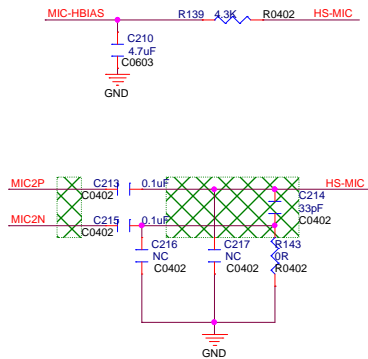 MIC-HBIAS R139 4.3K R0402 HS-MIC
C210
4.7uF
C0603
GND
MIC2P C213 0.1uF HS-MIC
C0402 C214
33pF
C0402
MIC2N C215 0.1uF
C0402
C216 C217 R143
NC NC 0R
C0402 C0402 R0402
GND